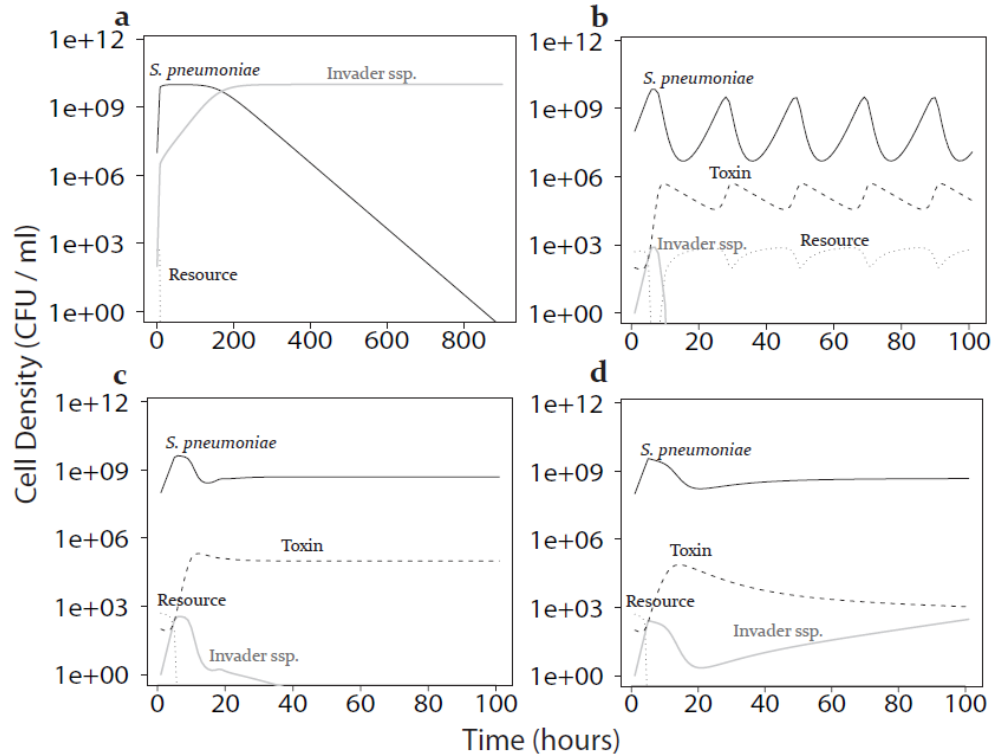 a
1e+12
1e+09
1e+06
1e+03
1e+00
S. pneumoniae
Invader ssp.
Resource
0 200 400 600 800
b
1e+12
1e+09
1e+06
1e+03
1e+00
S. pneumoniae
Toxin
Invader ssp.
Resource
0 20 40 60 80 100
c
1e+12
1e+09
1e+06
1e+03
1e+00
S. pneumoniae
Toxin
Resource
Invader ssp.
0 20 40 60 80 100
d
1e+12
1e+09
1e+06
1e+03
1e+00
S. pneumoniae
Toxin
Resource
Invader ssp.
0 20 40 60 80 100
Cell Density (CFU / ml)
Time (hours)